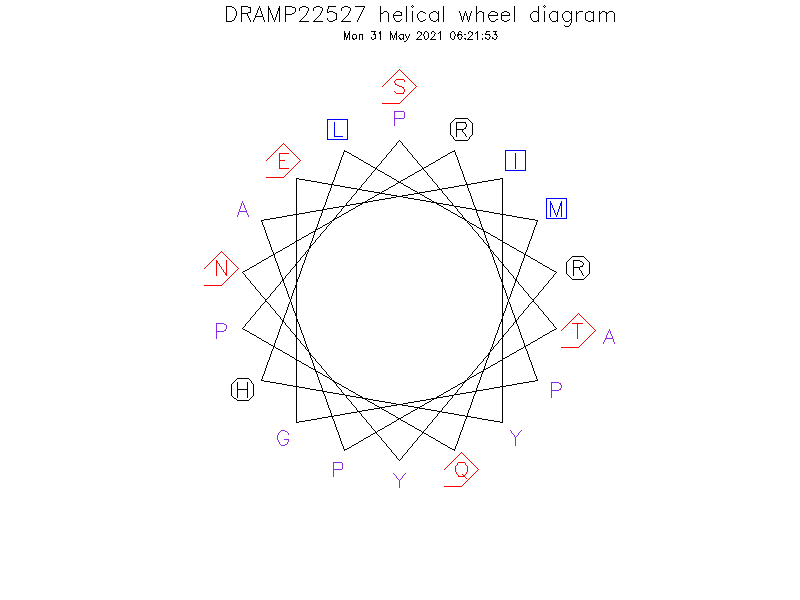 DRAMP22527 helical wheel diagram
Mon 31 May 2021 06:21:53
S
P
L R
E I
A M
N R
P T A
H P
G Y
P Q
Y